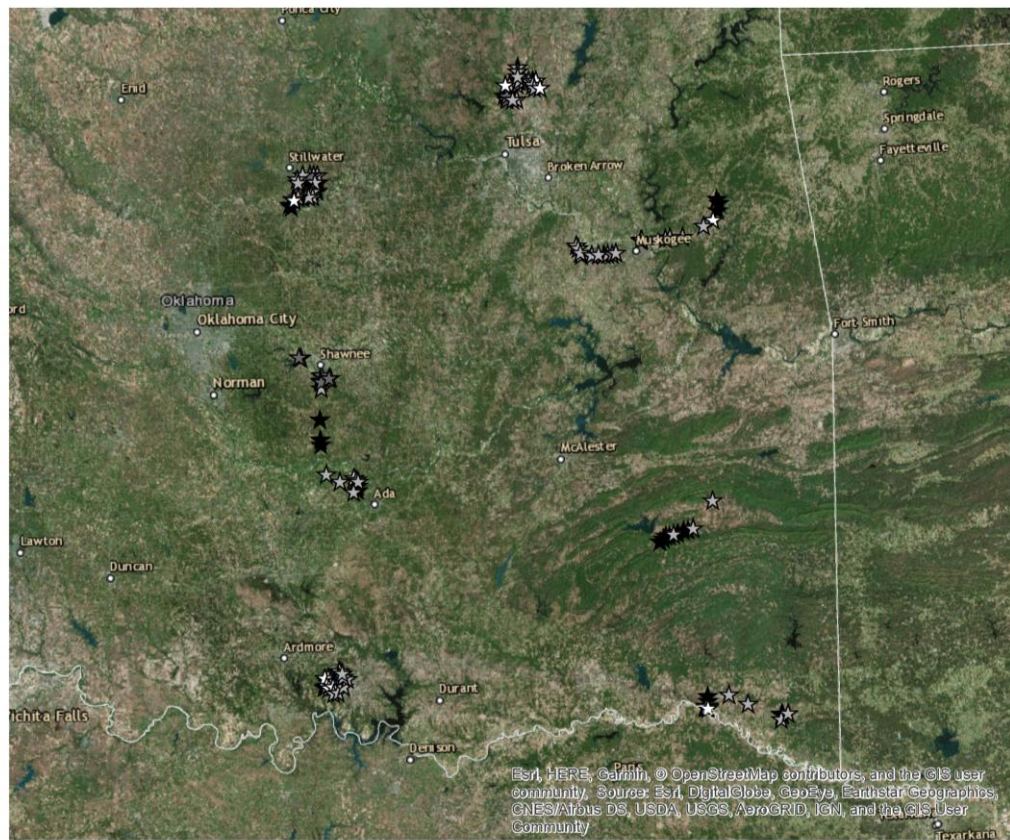 Ponca City
Enid
Rogers
Springdale
Tulsa
Fayetteville
Stillwater
Broken Arrow
Muskogee
Oklahoma
Oklahoma City
Fort Smith
Shawnee
Norman
McAlester
Ada
Lawton
Duncan
Ardmore
Durant
ichita Falls
Denison
Paris
Esri, HERE, Garmin, © OpenStreetMap contributors, and the GIS user
community, Source: Esri, DigitalGlobe, GeoEye, Earthstar Geographics,
CNES/Airbus DS, USDA, USGS, AeroGRID, IGN, and the GIS User
Community
Texarkana